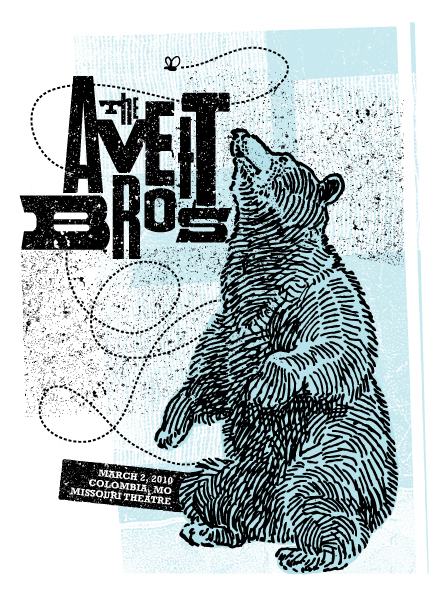 THE
AVETT
BROS
MARCH 2, 2010
COLOMBIA, MO
MISSOURI THEATRE